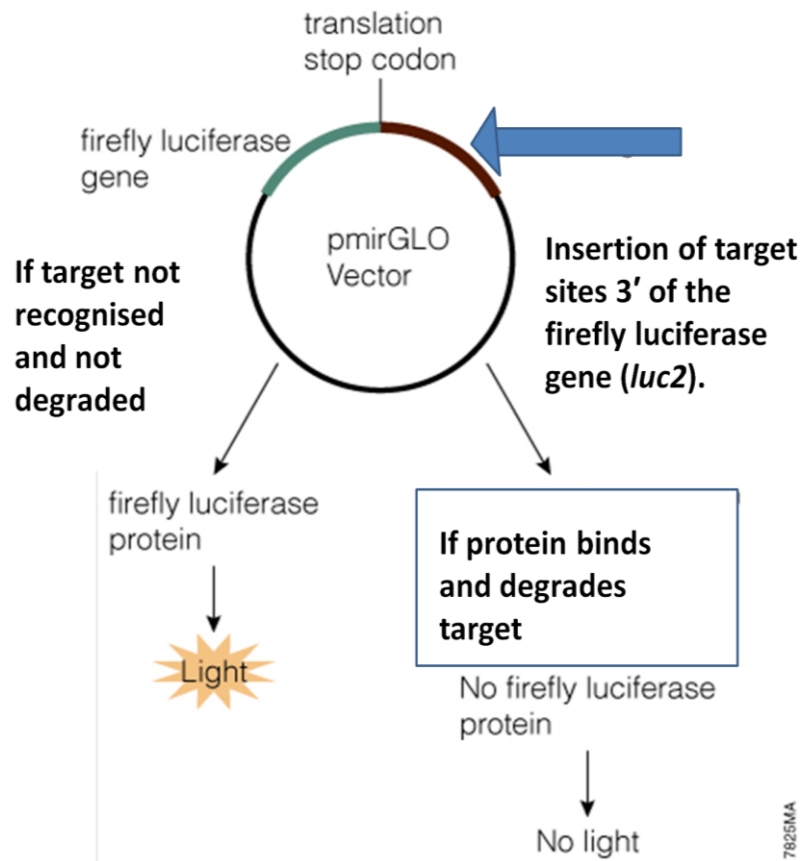 translation
stop codon
firefly luciferase
gene
pmirGLO
Vector
If target not
recognised
and not
degraded
Insertion of target
sites 3′ of the
firefly luciferase
gene (luc2).
firefly luciferase
protein
Light
If protein binds
and degrades
target
No firefly luciferase
protein
No light
7825MA